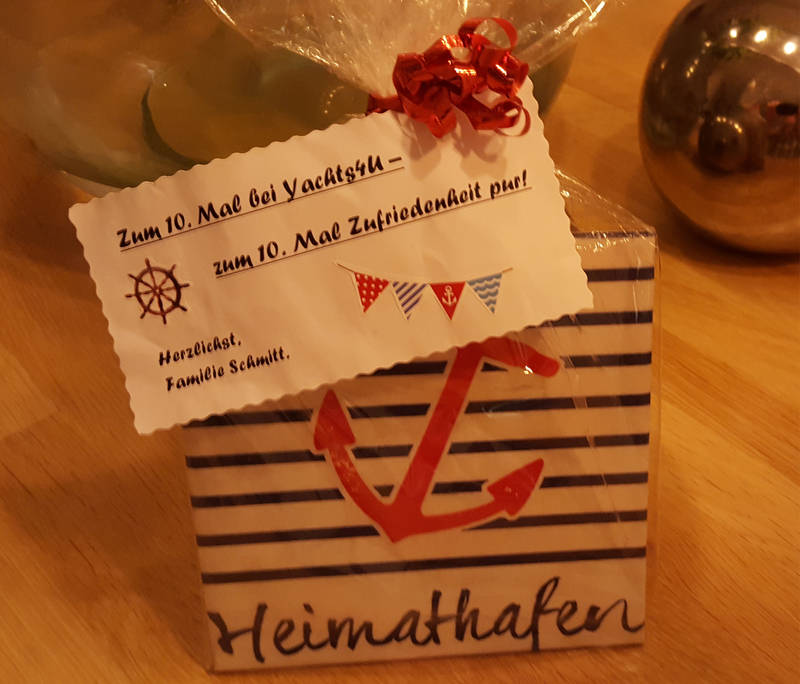 Zum 10. Mal bei Yachts4U –
zum 10. Mal Zufriedenheit pur!
Herzlichst,
Familie Schmitt.
Heimathafen